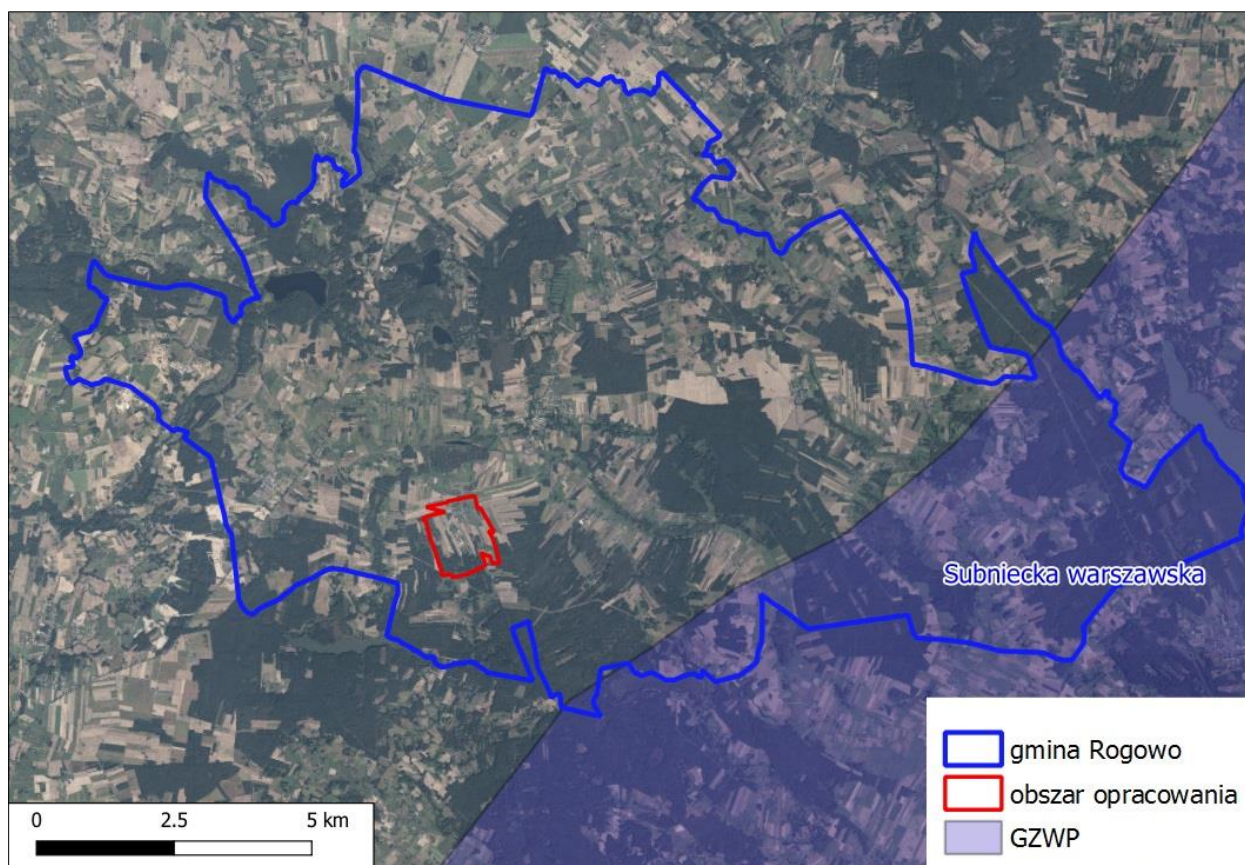 Subniecka warszawska
gmina Rogowo
obszar opracowania
GZWP
0 2.5 5 km